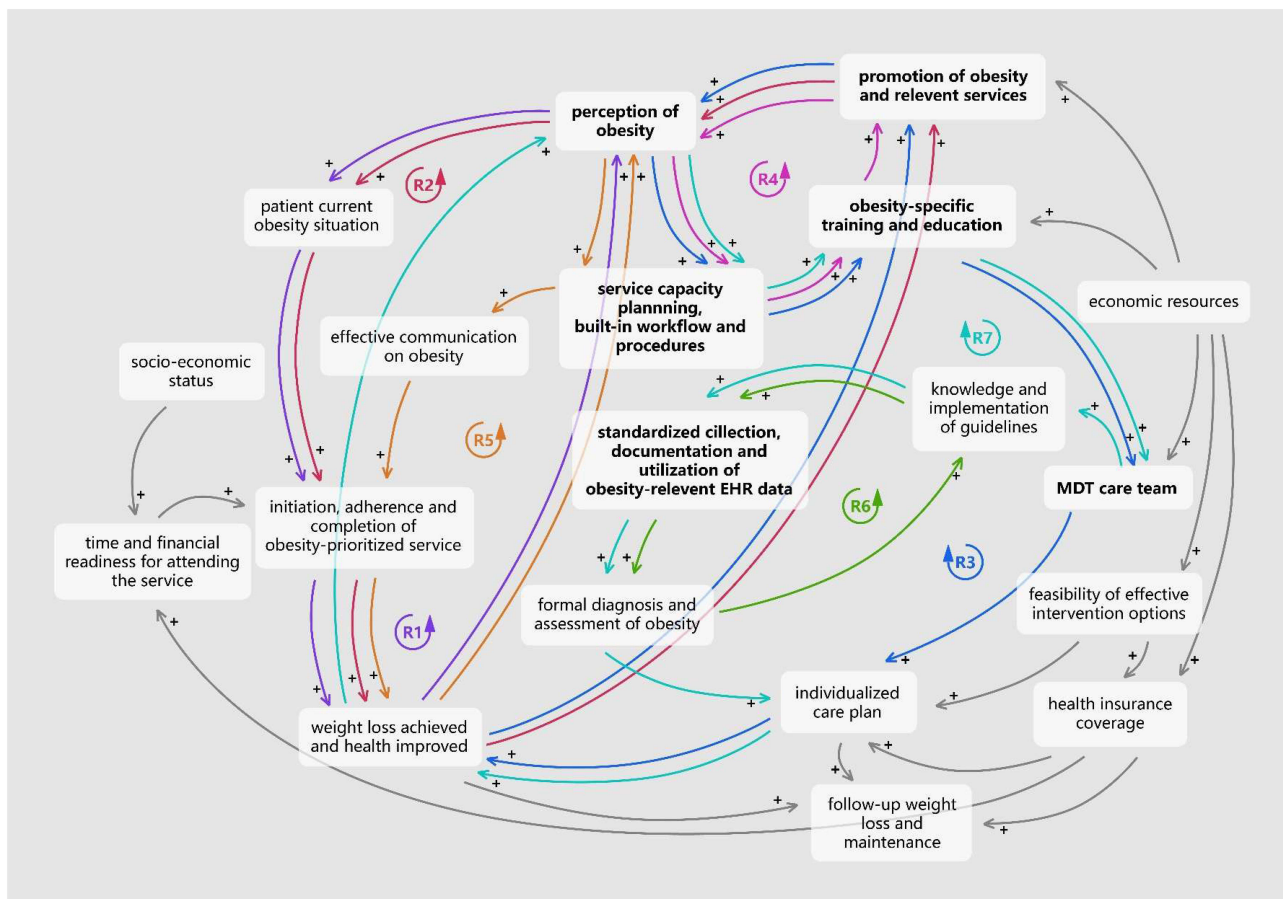 promotion of obesity
and relevent services
perception of
obesity
R2
R4
patient current
obesity situation
obesity-specific
training and education
service capacity
plannning,
built-in workflow and
procedures
economic resources
effective communication
on obesity
socio-economic
status
R7
knowledge and
implementation
of guidelines
R5
standardized cillection,
documentation and
utilization of
obesity-relevent EHR data
MDT care team
initiation, adherence and
completion of
obesity-prioritized service
R6
time and financial
readiness for attending
the service
R3
formal diagnosis and
assessment of obesity
feasibility of effective
intervention options
R1
individualized
care plan
health insurance
coverage
weight loss achieved
and health improved
follow-up weight
loss and
maintenance